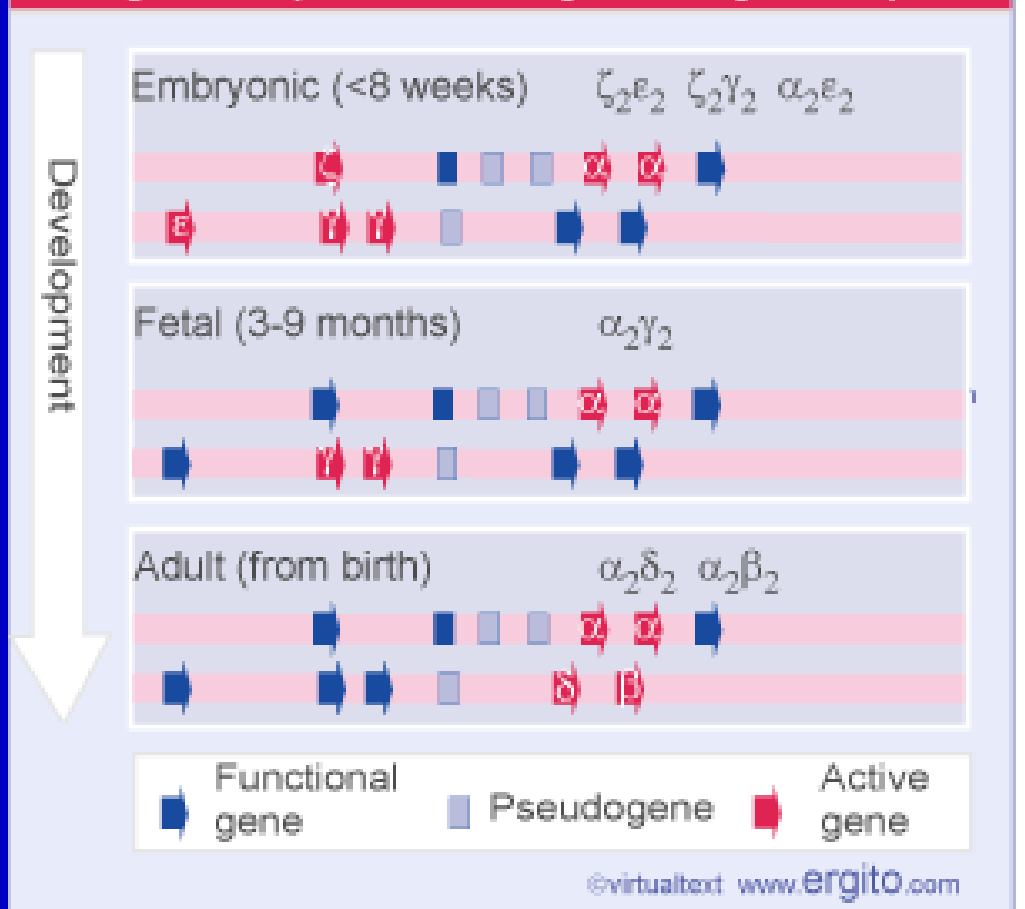 Development
Embryonic (<8 weeks) ζ2ε2 ζ2γ2 α2ε2
ζ α α
ε γ γ
Fetal (3-9 months) α2γ2
α α
γ γ
Adult (from birth) α2δ2 α2β2
α α
δ β
Functional gene
Pseudogene
Active gene
©virtualtext www.ergito.com